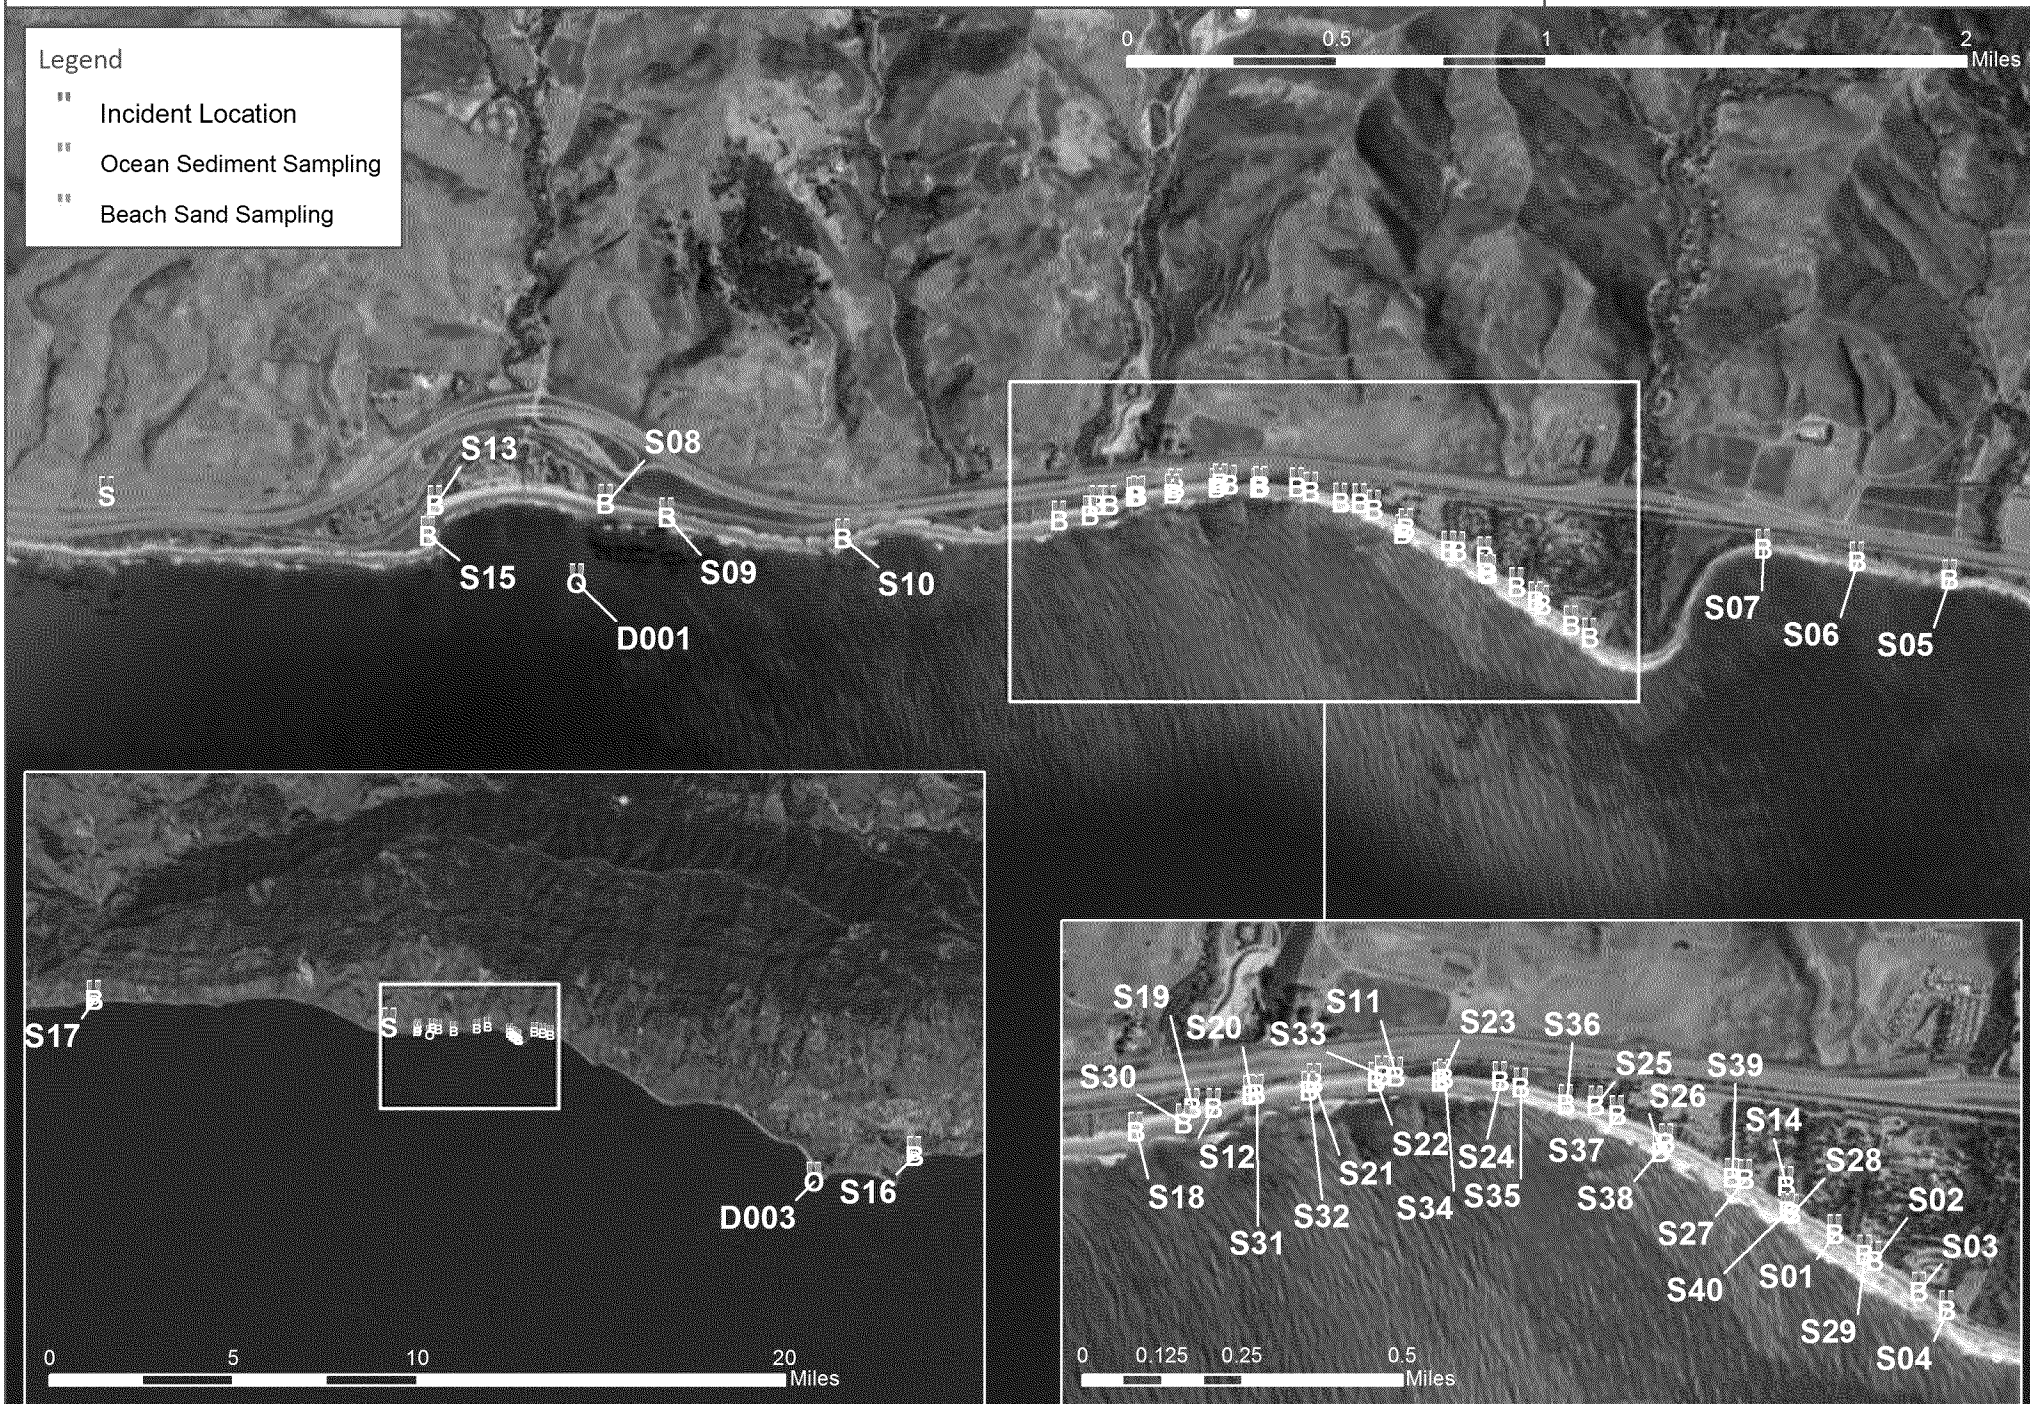 Legend
Incident Location
Ocean Sediment Sampling
Beach Sand Sampling
0 0.5 1 2
Miles
S
S13
S08
B
B
B
B
B
S15
S09
S10
O
D001
S07
S06
S05
B
B
B
S17
B
S
D003
O
S16
B
0 5 10 20
Miles
S19
S11
S20
S33
S23
S36
S30
S25
S39
S26
S14
S12
S22
S24
S37
S28
S21
S18
S32
S34
S35
S38
S02
S31
S27
S03
S40
S01
S29
S04
0 0.125 0.25 0.5
Miles